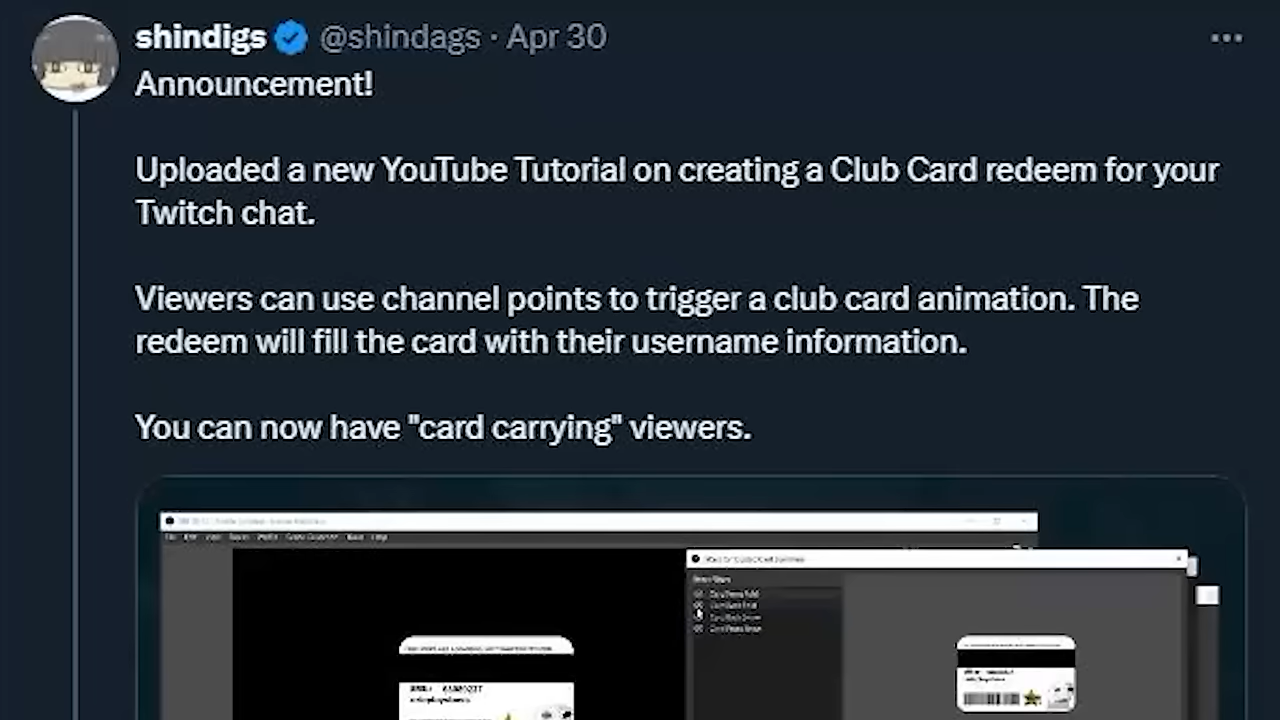 shindigs @shindags · Apr 30
Announcement!
Uploaded a new YouTube Tutorial on creating a Club Card redeem for your
Twitch chat.
Viewers can use channel points to trigger a club card animation. The
redeem will fill the card with their username information.
You can now have "card carrying" viewers.